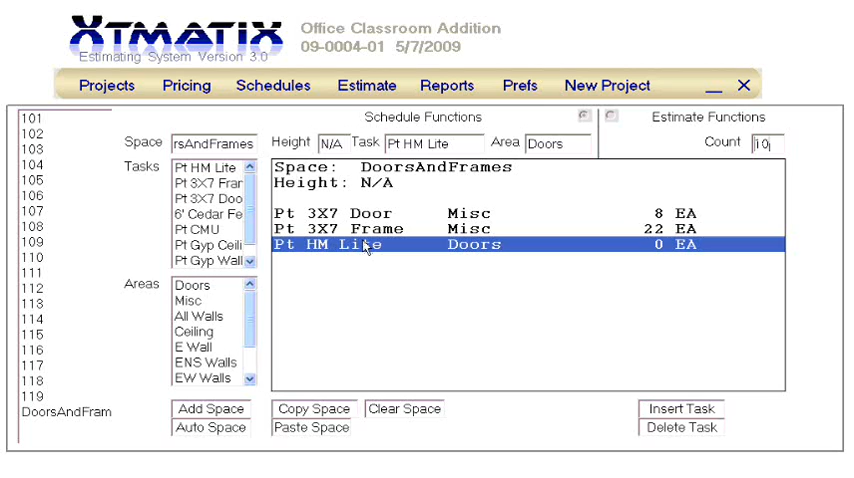 XTMATIX
Estimating System Version 3.0
Office Classroom Addition
09-0004-01 5/7/2009
Projects Pricing Schedules Estimate Reports Prefs New Project
Schedule Functions Estimate Functions
Space rsAndFrames Height N/A Task Pt HM Lite Area Doors Count
101
102
103
104
105
106
107
108
109
110
111
112
113
114
115
116
117
118
119
DoorsAndFram
Tasks
Pt HM Lite
Pt 3X7 Frar
Pt 3X7 Doo
6' Cedar Fe
Pt CMU
Pt Gyp Ceili
Pt Gyp Wall
Areas
Doors
Misc
All Walls
Ceiling
E Wall
ENS Walls
EW Walls
Space: DoorsAndFrames
Height: N/A
Pt 3X7 Door Misc 8 EA
Pt 3X7 Frame Misc 22 EA
Pt HM Lite Doors 0 EA
Add Space Copy Space Clear Space Insert Task
Auto Space Paste Space Delete Task